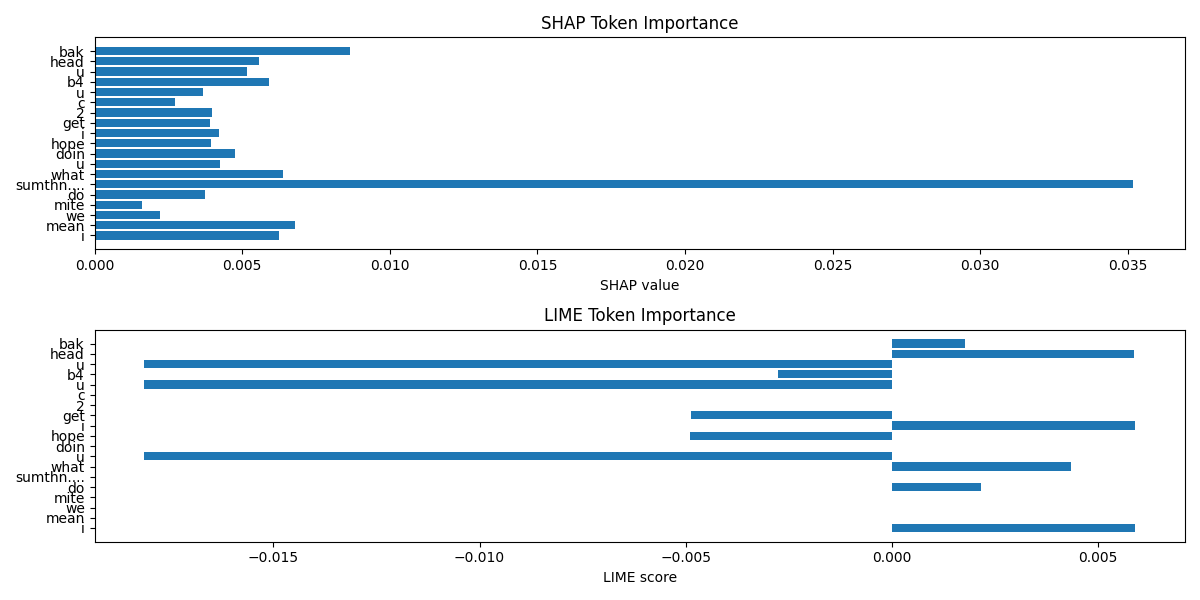 SHAP Token Importance
bak
head
u
b4
u
c
2
get
i
hope
doin
u
what
sumthn....
do
mite
we
mean
i
0.000 0.005 0.010 0.015 0.020 0.025 0.030 0.035
SHAP value
LIME Token Importance
bak
head
u
b4
u
c
2
get
i
hope
doin
u
what
sumthn....
do
mite
we
mean
i
−0.015 −0.010 −0.005 0.000 0.005
LIME score